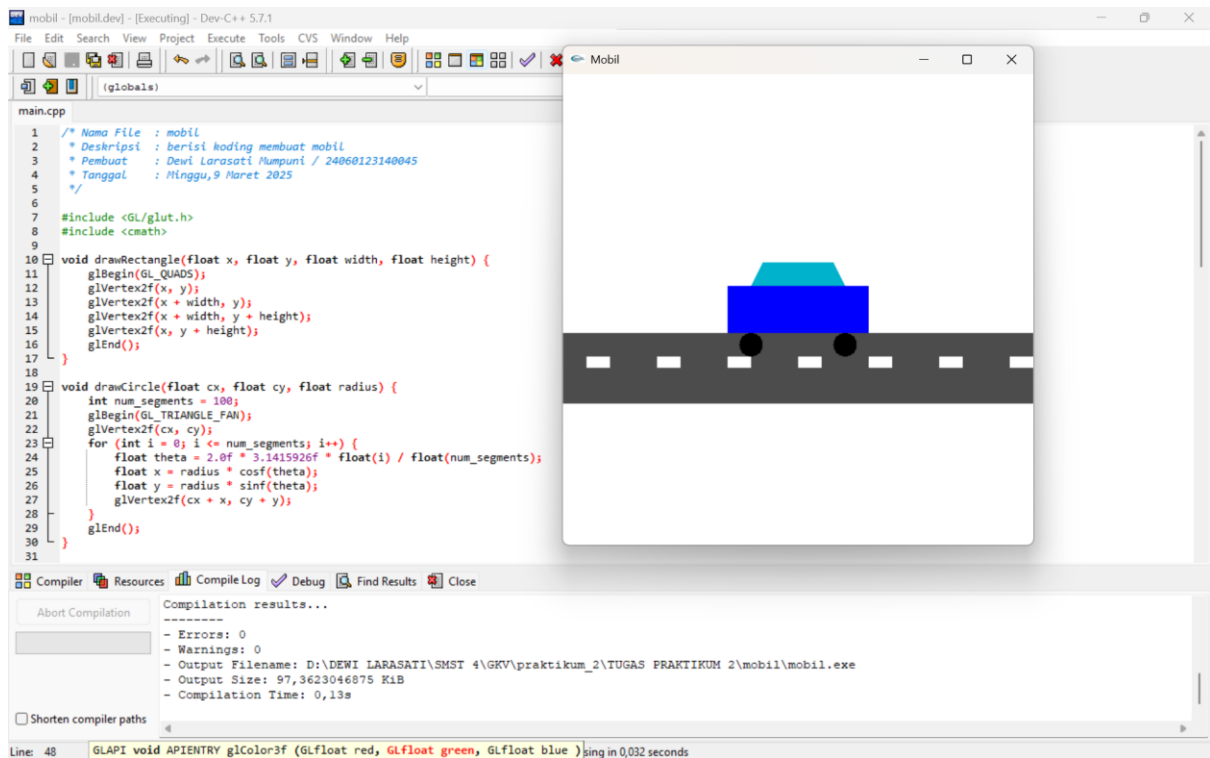 mobil - [mobil.dev] - [Executing] - Dev-C++ 5.7.1
File Edit Search View Project Execute Tools CVS Window Help
(globals)
main.cpp
1 /* Nama File : mobil
2 * Deskripsi : berisi koding membuat mobil
3 * Pembuat : Dewi Larasati Mumpuni / 24060123140045
4 * Tanggal : Minggu,9 Maret 2025
5 */
6
7 #include <GL/glut.h>
8 #include <cmath>
9
10 void drawRectangle(float x, float y, float width, float height) {
11 glBegin(GL_QUADS);
12 glVertex2f(x, y);
13 glVertex2f(x + width, y);
14 glVertex2f(x + width, y + height);
15 glVertex2f(x, y + height);
16 glEnd();
17 }
18
19 void drawCircle(float cx, float cy, float radius) {
20 int num_segments = 100;
21 glBegin(GL_TRIANGLE_FAN);
22 glVertex2f(cx, cy);
23 for (int i = 0; i <= num_segments; i++) {
24 float theta = 2.0f * 3.1415926f * float(i) / float(num_segments);
25 float x = radius * cosf(theta);
26 float y = radius * sinf(theta);
27 glVertex2f(cx + x, cy + y);
28 }
29 glEnd();
30 }
31
Mobil
Compiler Resources Compile Log Debug Find Results Close
Abort Compilation
Shorten compiler paths
Compilation results...
--------
- Errors: 0
- Warnings: 0
- Output Filename: D:\DEWI LARASATI\SMST 4\GKV\praktikum_2\TUGAS PRAKTIKUM 2\mobil\mobil.exe
- Output Size: 97,3623046875 KiB
- Compilation Time: 0,13s
Line: 48 GLAPI void APIENTRY glColor3f (GLfloat red, GLfloat green, GLfloat blue ) sing in 0,032 seconds